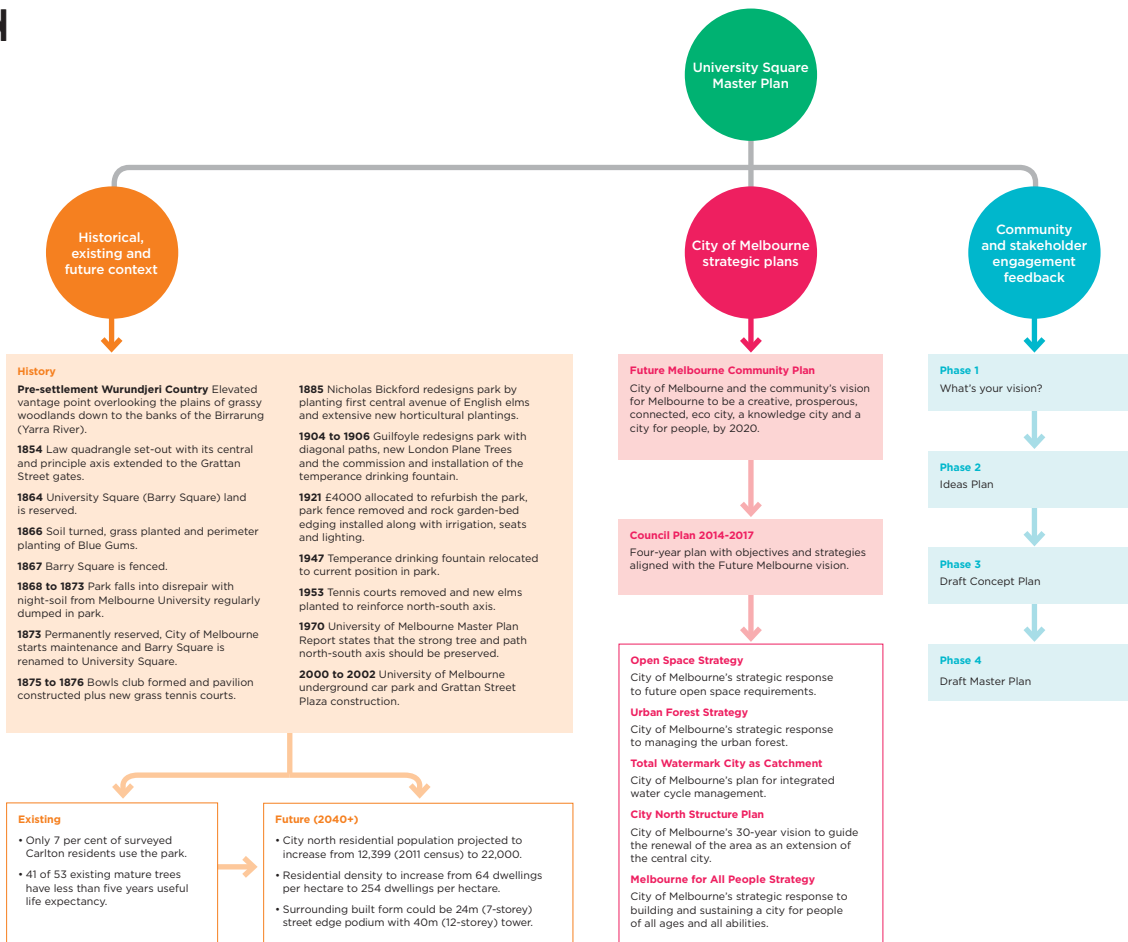 University Square
Master Plan
Historical,
existing and
future context
City of Melbourne
strategic plans
Community
and stakeholder
engagement
feedback
History
Pre-settlement Wurundjeri Country Elevated
vantage point overlooking the plains of grassy
woodlands down to the banks of the Birrarung
(Yarra River).
1854 Law quadrangle set-out with its central
and principle axis extended to the Grattan
Street gates.
1864 University Square (Barry Square) land
is reserved.
1866 Soil turned, grass planted and perimeter
planting of Blue Gums.
1867 Barry Square is fenced.
1868 to 1873 Park falls into disrepair with
night-soil from Melbourne University regularly
dumped in park.
1873 Permanently reserved, City of Melbourne
starts maintenance and Barry Square is
renamed to University Square.
1875 to 1876 Bowls club formed and pavilion
constructed plus new grass tennis courts.
1885 Nicholas Bickford redesigns park by
planting first central avenue of English elms
and extensive new horticultural plantings.
1904 to 1906 Guilfoyle redesigns park with
diagonal paths, new London Plane Trees
and the commission and installation of the
temperance drinking fountain.
1921 £4000 allocated to refurbish the park,
park fence removed and rock garden-bed
edging installed along with irrigation, seats
and lighting.
1947 Temperance drinking fountain relocated
to current position in park.
1953 Tennis courts removed and new elms
planted to reinforce north-south axis.
1970 University of Melbourne Master Plan
Report states that the strong tree and path
north-south axis should be preserved.
2000 to 2002 University of Melbourne
underground car park and Grattan Street
Plaza construction.
Existing
• Only 7 per cent of surveyed
Carlton residents use the park.
• 41 of 53 existing mature trees
have less than five years useful
life expectancy.
Future (2040+)
• City north residential population projected to
increase from 12,399 (2011 census) to 22,000.
• Residential density to increase from 64 dwellings
per hectare to 254 dwellings per hectare.
• Surrounding built form could be 24m (7-storey)
street edge podium with 40m (12-storey) tower.
Future Melbourne Community Plan
City of Melbourne and the community's vision
for Melbourne to be a creative, prosperous,
connected, eco city, a knowledge city and a
city for people, by 2020.
Council Plan 2014-2017
Four-year plan with objectives and strategies
aligned with the Future Melbourne vision.
Open Space Strategy
City of Melbourne's strategic response
to future open space requirements.
Urban Forest Strategy
City of Melbourne's strategic response
to managing the urban forest.
Total Watermark City as Catchment
City of Melbourne's plan for integrated
water cycle management.
City North Structure Plan
City of Melbourne's 30-year vision to guide
the renewal of the area as an extension of
the central city.
Melbourne for All People Strategy
City of Melbourne's strategic response to
building and sustaining a city for people
of all ages and all abilities.
Phase 1
What's your vision?
Phase 2
Ideas Plan
Phase 3
Draft Concept Plan
Phase 4
Draft Master Plan